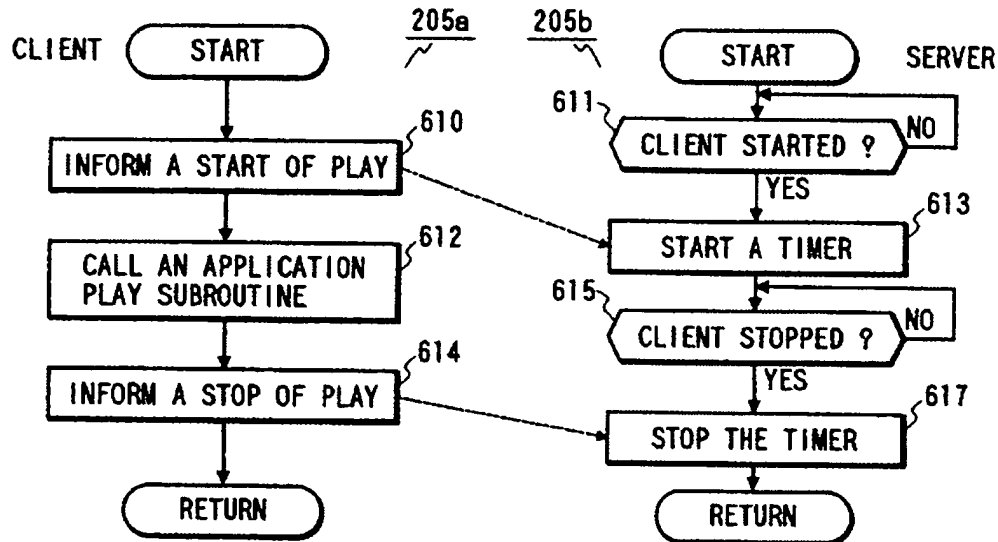 CLIENT
START
205a
610
INFORM A START OF PLAY
612
CALL AN APPLICATION
PLAY SUBROUTINE
614
INFORM A STOP OF PLAY
RETURN
205b
START
SERVER
611
CLIENT STARTED ?
NO
YES
613
START A TIMER
615
CLIENT STOPPED ?
NO
YES
617
STOP THE TIMER
RETURN